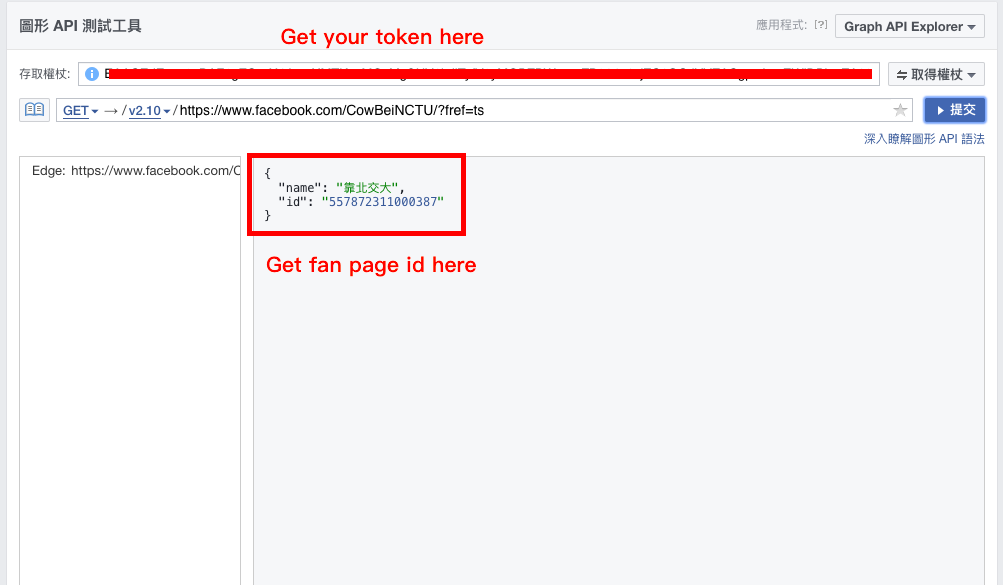 圖形 API 測試工具
Get your token here
應用程式: [?] Graph API Explorer
存取權杖:
取得權杖
GET → / v2.10 / https://www.facebook.com/CowBeiNCTU/?fref=ts
提交
深入瞭解圖形 API 語法
Edge: https://www.facebook.com/C
{
"name": "靠北交大",
"id": "557872311000387"
}
Get fan page id here